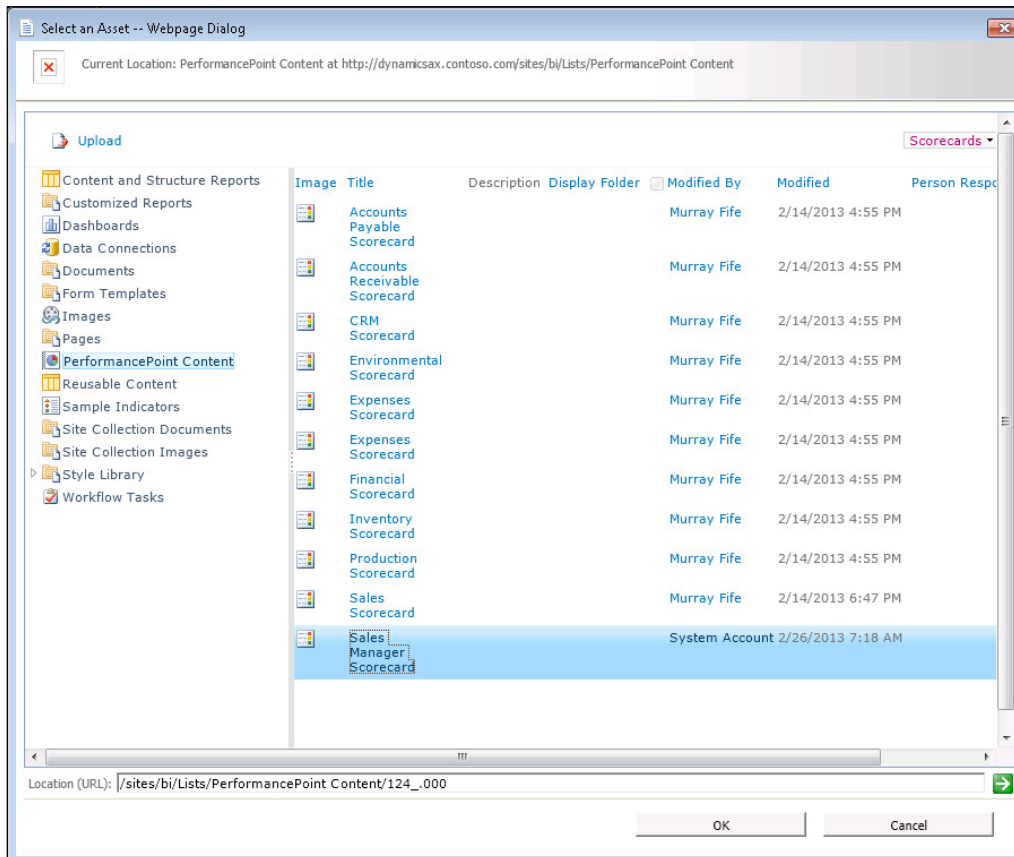 Select an Asset -- Webpage Dialog
Current Location: PerformancePoint Content at http://dynamicsax.contoso.com/sites/bi/Lists/PerformancePoint Content
Upload
Scorecards
Content and Structure Reports
Customized Reports
Dashboards
Data Connections
Documents
Form Templates
Images
Pages
PerformancePoint Content
Reusable Content
Sample Indicators
Site Collection Documents
Site Collection Images
Style Library
Workflow Tasks
Image Title Description Display Folder Modified By Modified Person Respo
Accounts Murray Fife 2/14/2013 4:55 PM
Payable
Scorecard
Accounts Murray Fife 2/14/2013 4:55 PM
Receivable
Scorecard
CRM Murray Fife 2/14/2013 4:55 PM
Scorecard
Environmental Murray Fife 2/14/2013 4:55 PM
Scorecard
Expenses Murray Fife 2/14/2013 4:55 PM
Scorecard
Expenses Murray Fife 2/14/2013 4:55 PM
Scorecard
Financial Murray Fife 2/14/2013 4:55 PM
Scorecard
Inventory Murray Fife 2/14/2013 4:55 PM
Scorecard
Production Murray Fife 2/14/2013 4:55 PM
Scorecard
Sales Murray Fife 2/14/2013 6:47 PM
Scorecard
Sales System Account 2/26/2013 7:18 AM
Manager
Scorecard
Location (URL): /sites/bi/Lists/PerformancePoint Content/124_.000
OK Cancel